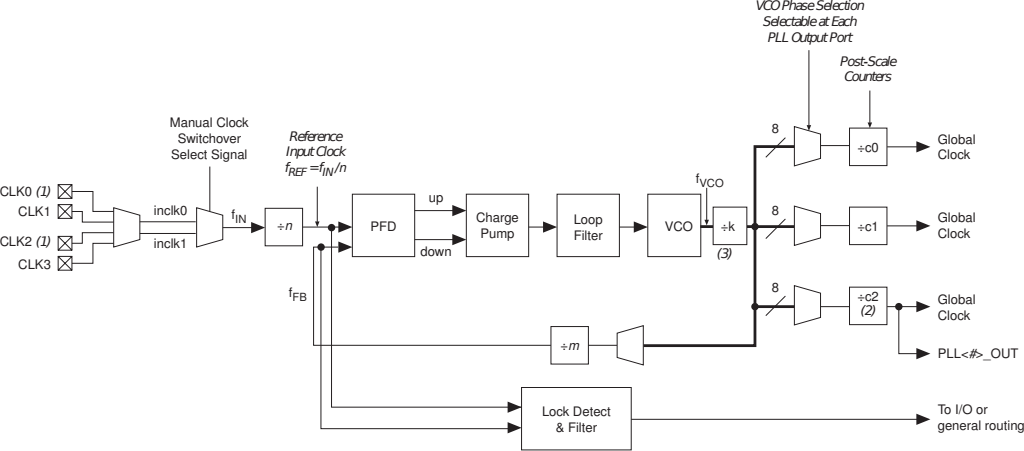 VCO Phase Selection
Selectable at Each
PLL Output Port
Post-Scale
Counters
Manual Clock
Switchover
Select Signal
Reference
Input Clock
fREF = fIN/n
CLK0 (1)
CLK1
CLK2 (1)
CLK3
inclk0
inclk1
fIN
÷n
PFD
up
down
Charge
Pump
Loop
Filter
VCO
fVCO
÷k
(3)
8
÷c0
Global
Clock
8
÷c1
Global
Clock
8
÷c2
(2)
Global
Clock
PLL<#>_OUT
fFB
÷m
Lock Detect
& Filter
To I/O or
general routing